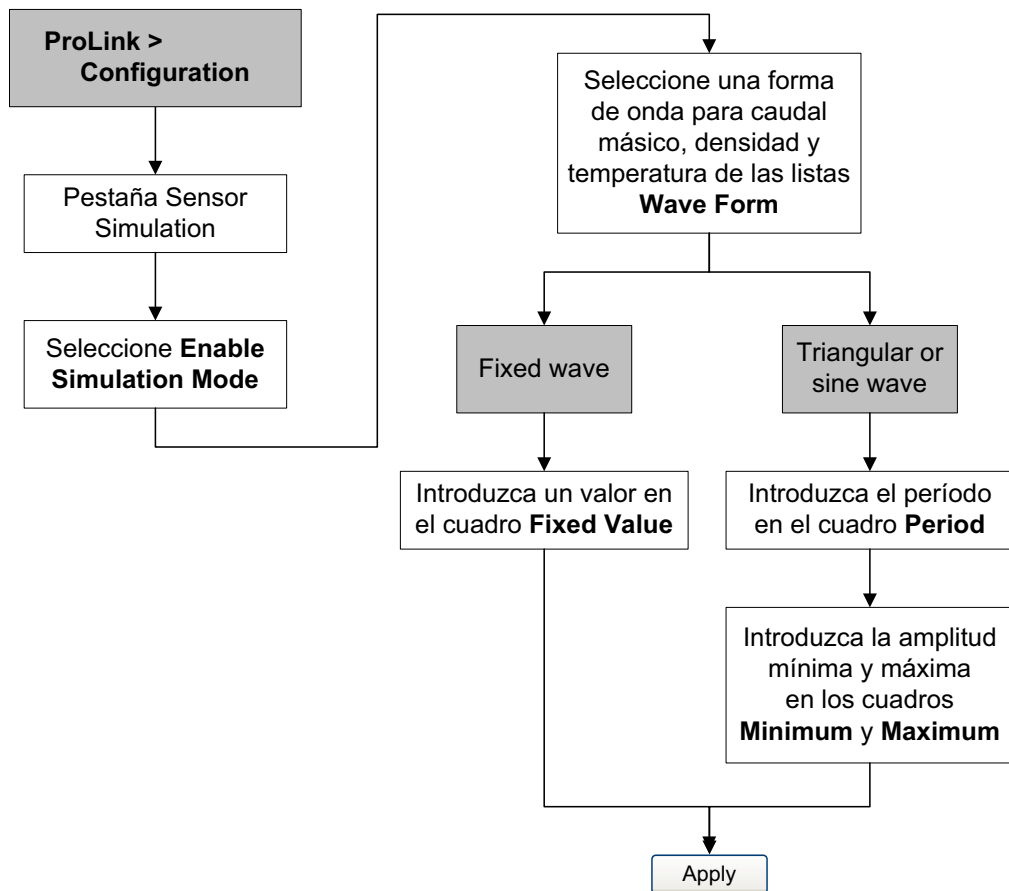 ProLink >
Configuration
Pestaña Sensor
Simulation
Seleccione Enable
Simulation Mode
Seleccione una forma
de onda para caudal
másico, densidad y
temperatura de las listas
Wave Form
Fixed wave
Triangular or
sine wave
Introduzca un valor en
el cuadro Fixed Value
Introduzca el período
en el cuadro Period
Introduzca la amplitud
mínima y máxima
en los cuadros
Minimum y Maximum
Apply